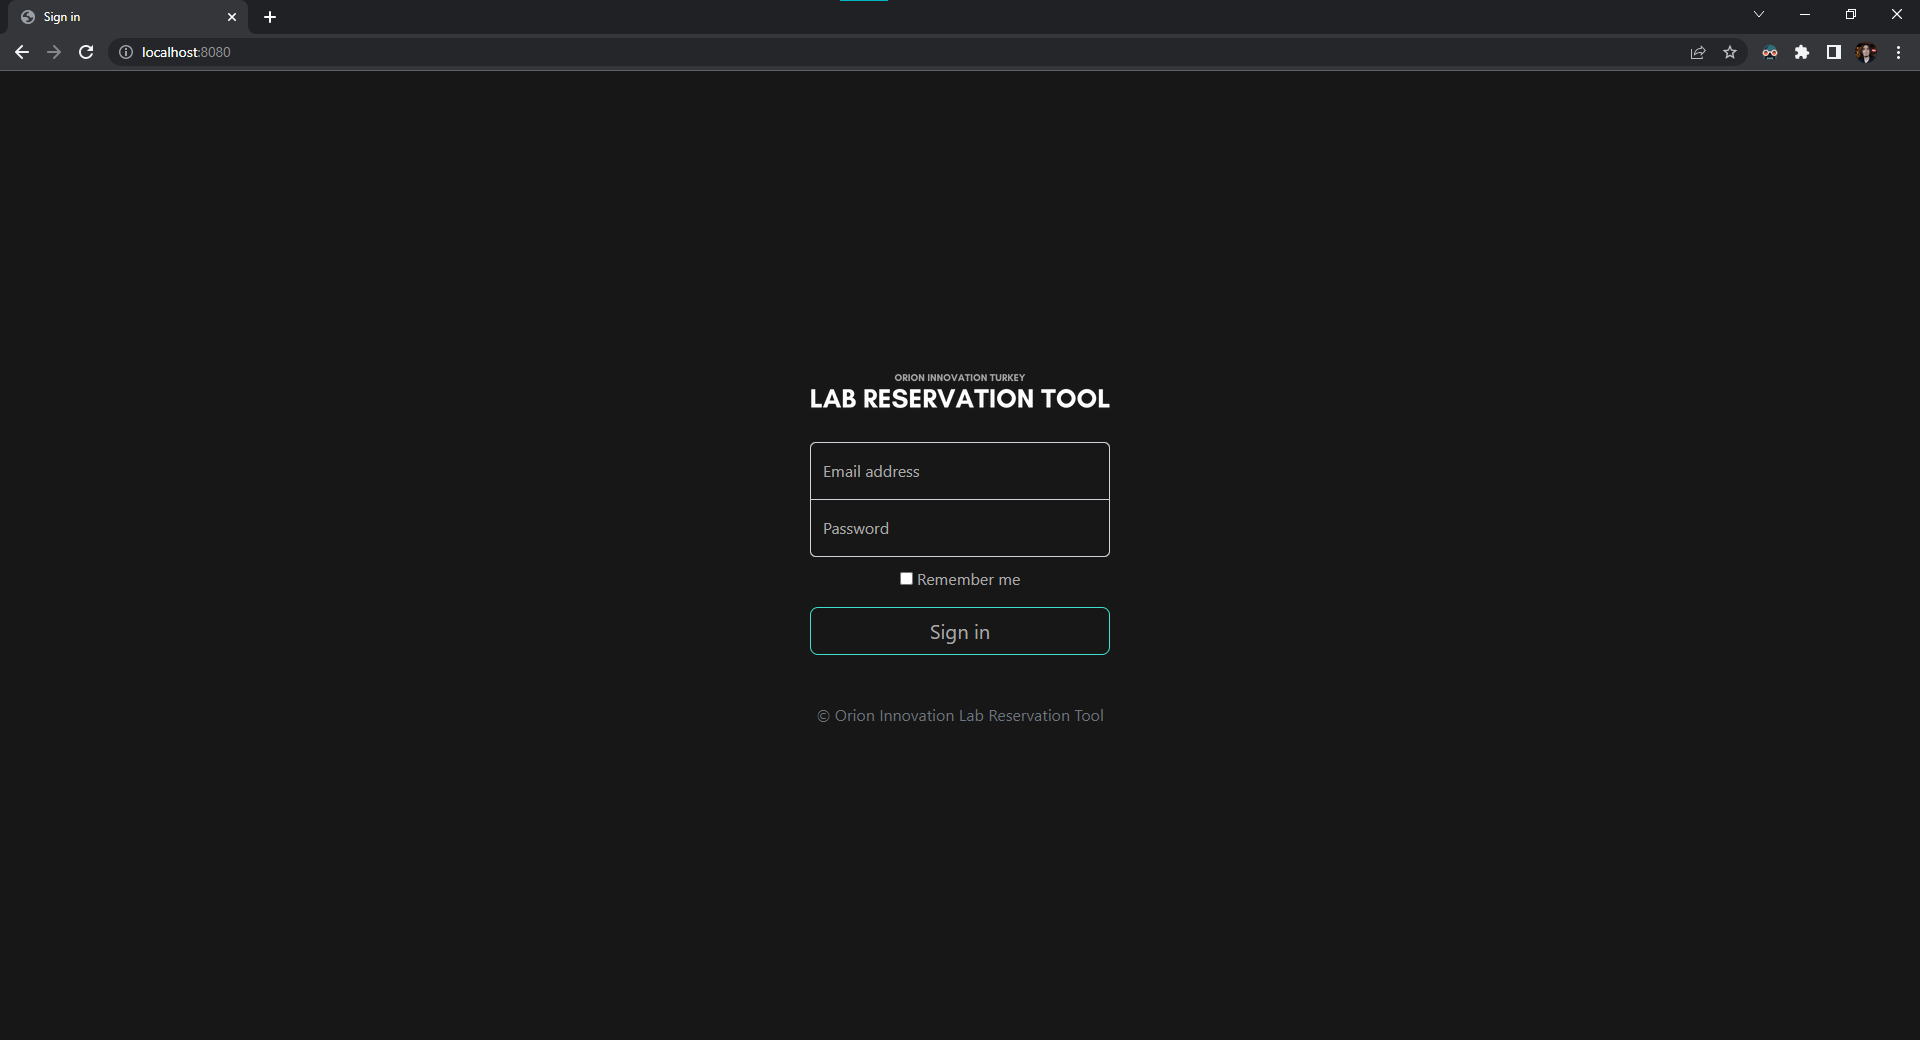 Sign in
localhost:8080
ORION INNOVATION TURKEY
LAB RESERVATION TOOL
Email address
Password
Remember me
Sign in
© Orion Innovation Lab Reservation Tool